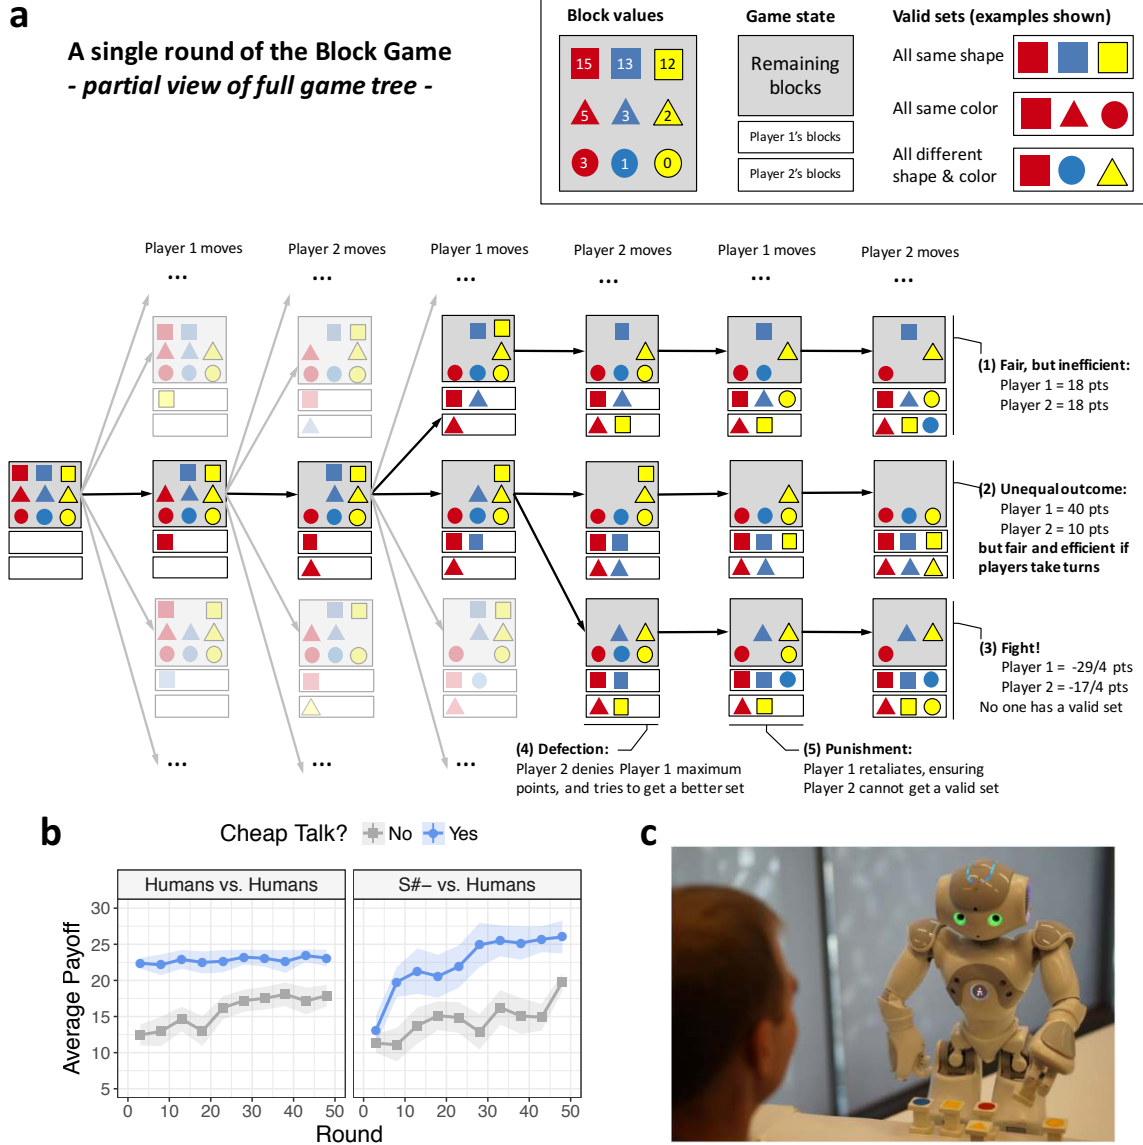 a
A single round of the Block Game
- partial view of full game tree -
Block values
15 13 12
5 3 2
3 1 0
Game state
Remaining
blocks
Player 1's blocks
Player 2's blocks
Valid sets (examples shown)
All same shape
All same color
All different
shape & color
Player 1 moves
Player 2 moves
Player 1 moves
Player 2 moves
Player 1 moves
Player 2 moves
...
...
...
...
...
...
(1) Fair, but inefficient:
Player 1 = 18 pts
Player 2 = 18 pts
(2) Unequal outcome:
Player 1 = 40 pts
Player 2 = 10 pts
but fair and efficient if
players take turns
(3) Fight!
Player 1 = -29/4 pts
Player 2 = -17/4 pts
No one has a valid set
...
...
...
(4) Defection:
Player 2 denies Player 1 maximum
points, and tries to get a better set
(5) Punishment:
Player 1 retaliates, ensuring
Player 2 cannot get a valid set
b
Cheap Talk? No Yes
Humans vs. Humans
S#- vs. Humans
Average Payoff
30
25
20
15
10
5
0 10 20 30 40 50
0 10 20 30 40 50
Round
c